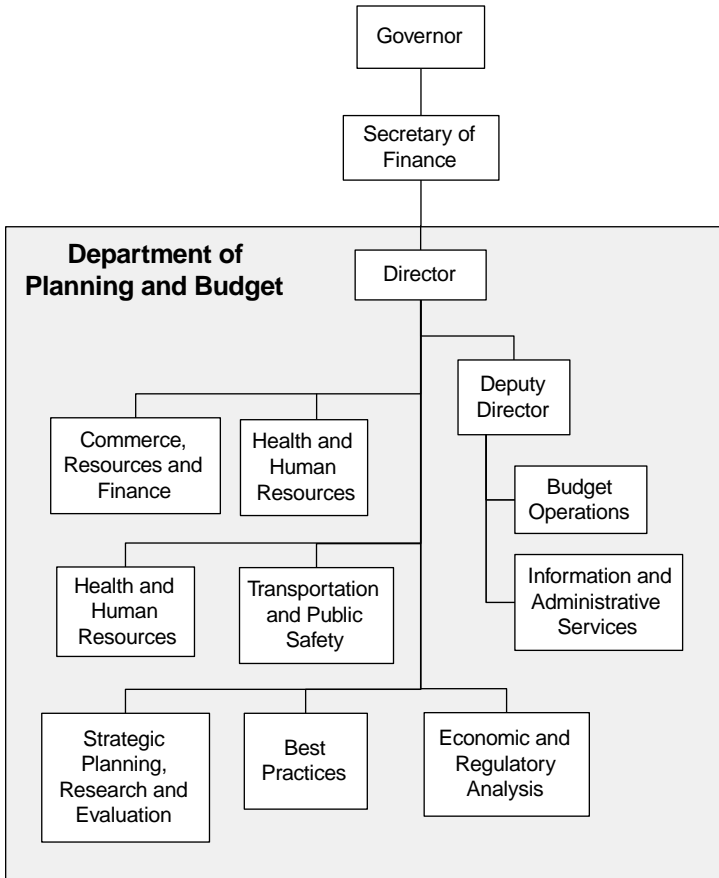 Governor
Secretary of
Finance
Department of
Planning and Budget
Director
Deputy
Director
Commerce,
Resources and
Finance
Health and
Human
Resources
Budget
Operations
Health and
Human
Resources
Transportation
and Public
Safety
Information and
Administrative
Services
Strategic
Planning,
Research and
Evaluation
Best
Practices
Economic and
Regulatory
Analysis